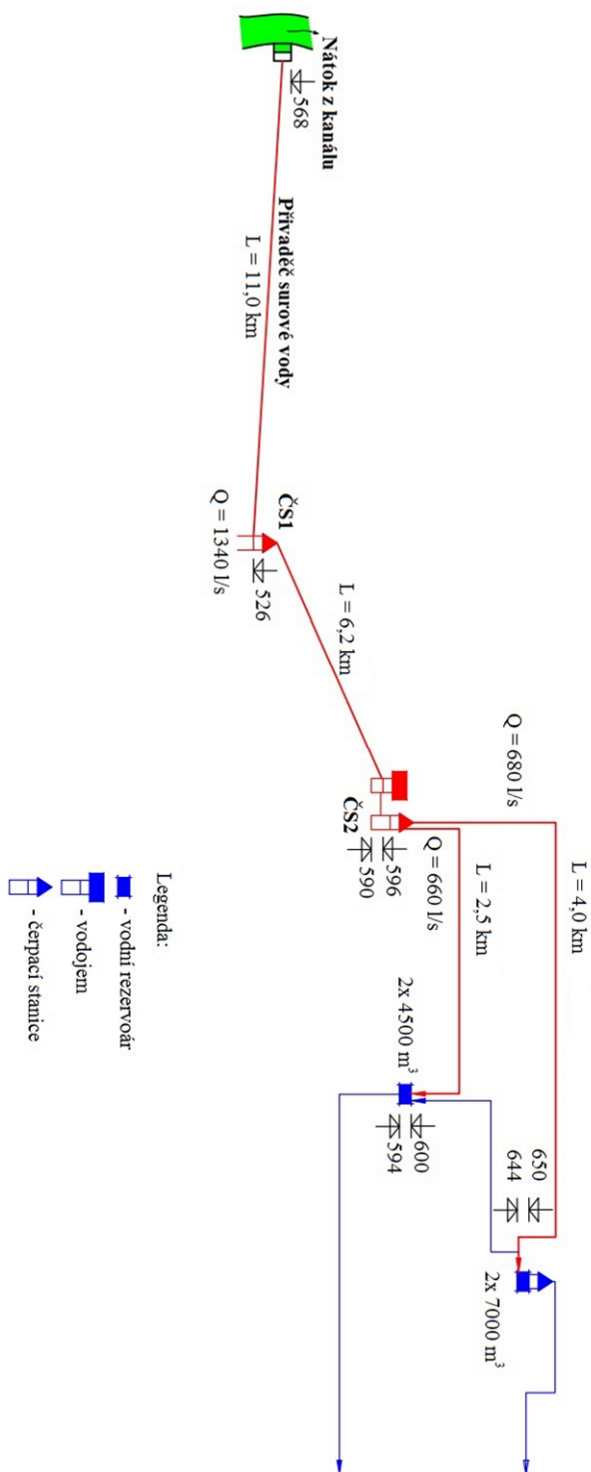 Nátok z kanálu
568
Přivaděč surové vody
L = 11,0 km
ČS1
526
Q = 1340 l/s
L = 6,2 km
ČS2
596
590
Q = 680 l/s
L = 4,0 km
Q = 660 l/s
L = 2,5 km
2x 4500 m³
600
594
650
644
2x 7000 m³
Legenda:
- vodní rezervoár
- vodojem
- čerpací stanice